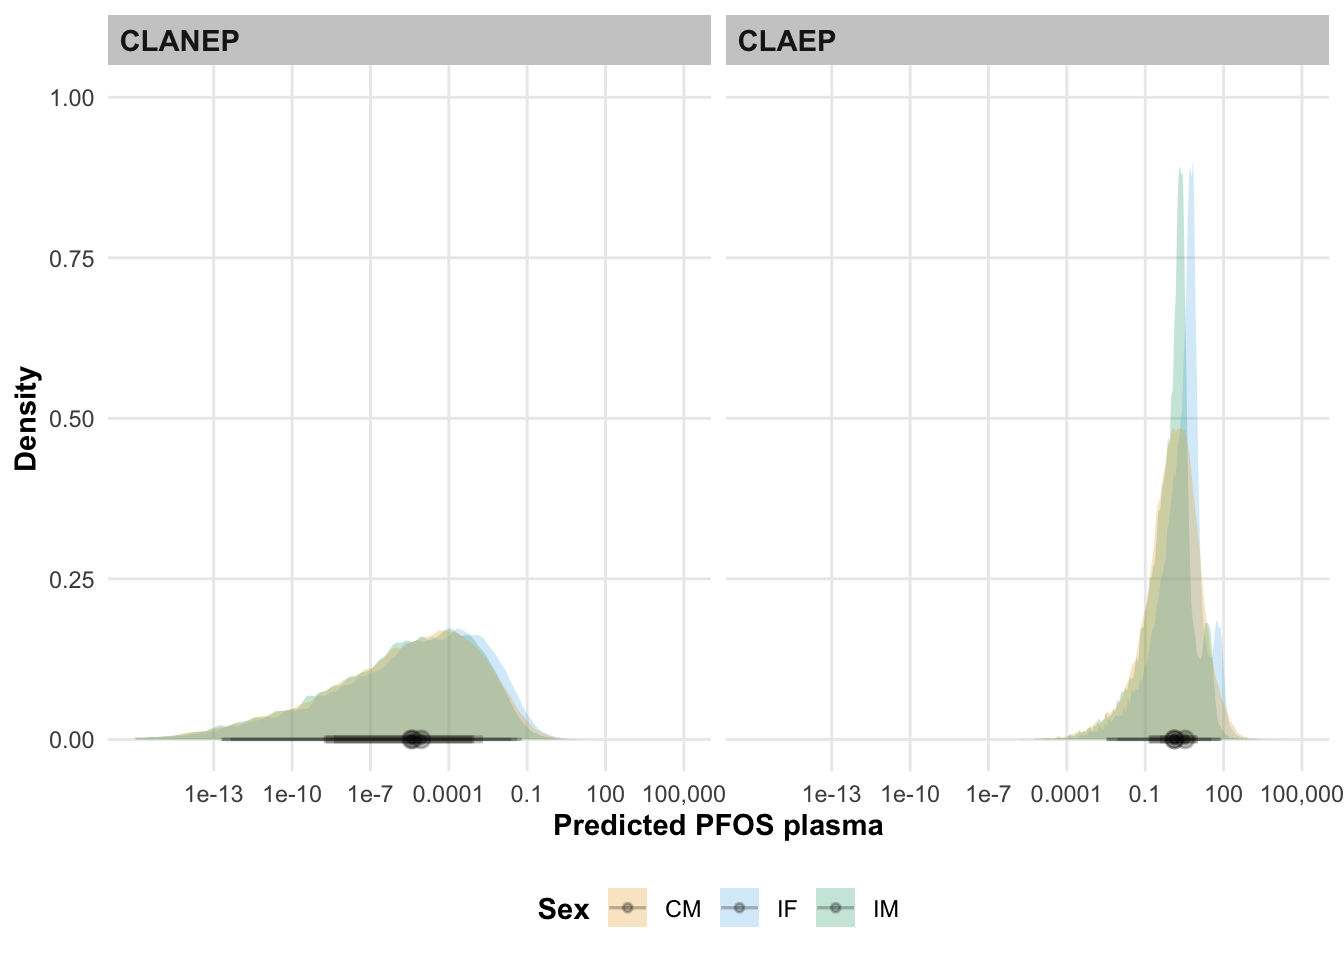 CLANEP CLAEP
1.00
0.75
0.50
0.25
0.00
Density
1e-13 1e-10 1e-7 0.0001 0.1 100 100,000 1e-13 1e-10 1e-7 0.0001 0.1 100 100,000
Predicted PFOS plasma
Sex CM IF IM